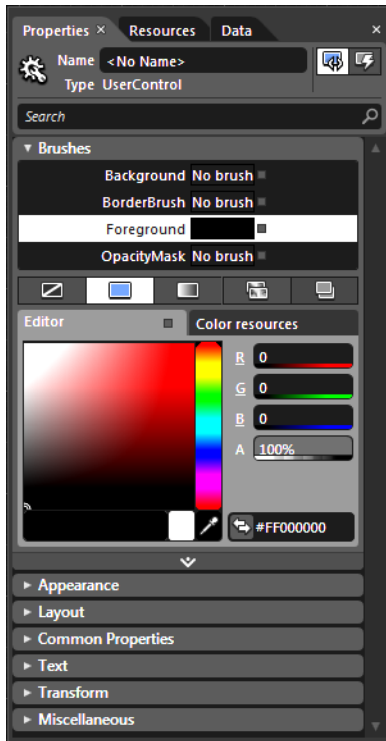 Properties × Resources Data ×
Name <No Name>
Type UserControl
Search
Brushes
Background No brush
BorderBrush No brush
Foreground
OpacityMask No brush
Editor Color resources
R 0
G 0
B 0
A 100%
#FF000000
Appearance
Layout
Common Properties
Text
Transform
Miscellaneous